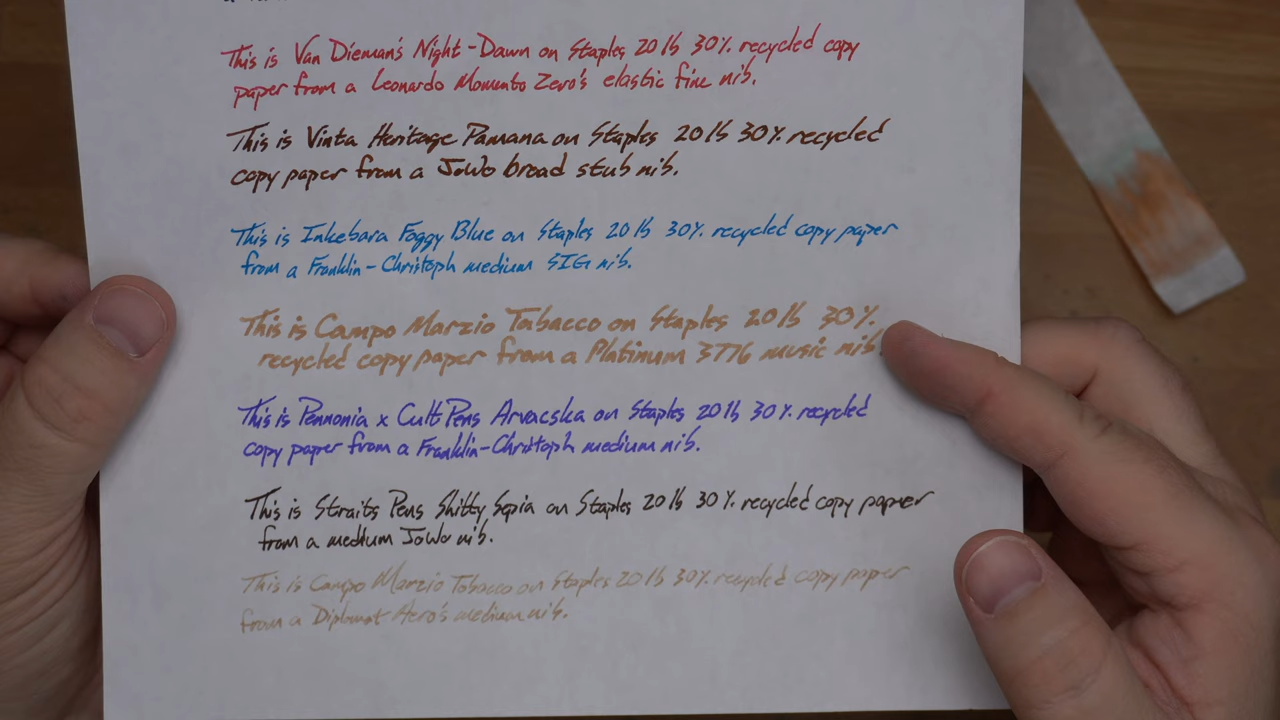 This is Van Dieman's Night-Dawn on Staples 20 lb 30% recycled copy
paper from a Leonardo Momento Zero's elastic fine nib.
This is Vinta Heritage Pamana on Staples 20 lb 30% recycled
copy paper from a JoWo broad stub nib.
This is Inkebara Foggy Blue on Staples 20 lb 30% recycled copy paper
from a Franklin-Christoph medium SIG nib.
This is Campo Marzio Tobacco on Staples 20 lb 30%
recycled copy paper from a Platinum 3776 music nib
This is Pennonia x Cult Pens Arvacska on Staples 20 lb 30% recycled
copy paper from a Franklin-Christoph medium nib.
This is Straits Pens Shitty Sepia on Staples 20 lb 30% recycled copy paper
from a medium JoWo nib.
This is Campo Marzio Tobacco on Staples 20 lb 30% recycled copy paper
from a Diplomat Aero's medium nib.